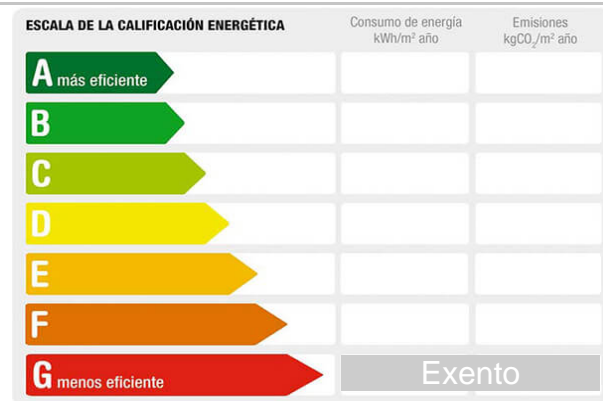 ESCALA DE LA CALIFICACIÓN ENERGÉTICA
Consumo de energía
kWh/m² año
Emisiones
kgCO₂/m² año
A más eficiente
B
C
D
E
F
G menos eficiente
Exento